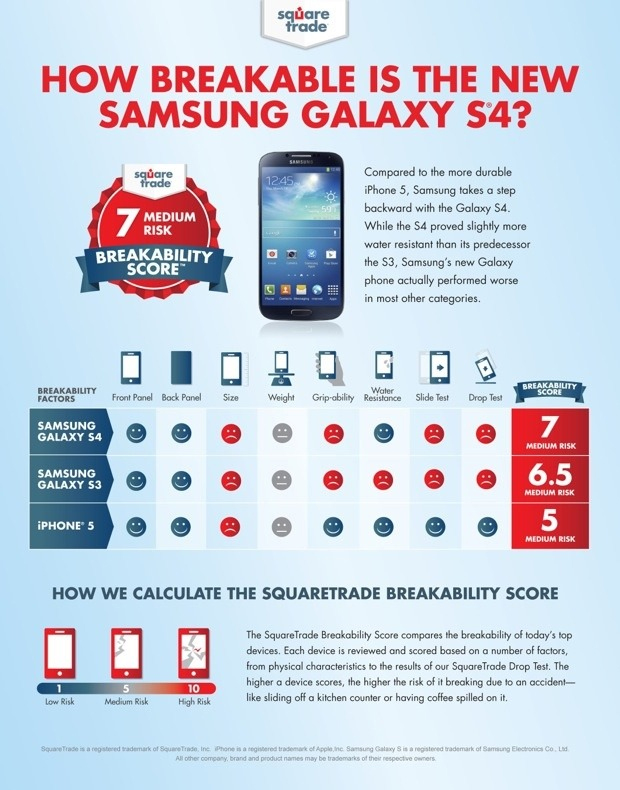 square
trade
HOW BREAKABLE IS THE NEW
SAMSUNG GALAXY S®4?
square
trade
7 MEDIUM
RISK
BREAKABILITY
SCORE™
SAMSUNG
12:45
Compared to the more durable
iPhone 5, Samsung takes a step
backward with the Galaxy S4.
While the S4 proved slightly more
water resistant than its predecessor
the S3, Samsung's new Galaxy
phone actually performed worse
in most other categories.
BREAKABILITY
FACTORS
Front Panel
Back Panel
Size
Weight
Grip-ability
Water
Resistance
Slide Test
Drop Test
BREAKABILITY
SCORE
SAMSUNG
GALAXY S4
7
MEDIUM RISK
SAMSUNG
GALAXY S3
6.5
MEDIUM RISK
iPHONE® 5
5
MEDIUM RISK
HOW WE CALCULATE THE SQUARETRADE BREAKABILITY SCORE
1 5 10
Low Risk Medium Risk High Risk
The SquareTrade Breakability Score compares the breakability of today's top
devices. Each device is reviewed and scored based on a number of factors,
from physical characteristics to the results of our SquareTrade Drop Test. The
higher a device scores, the higher the risk of it breaking due to an accident—
like sliding off a kitchen counter or having coffee spilled on it.
SquareTrade is a registered trademark of SquareTrade, Inc. iPhone is a registered trademark of Apple,Inc. Samsung Galaxy S is a registered trademark of Samsung Electronics Co., Ltd.
All other company, brand and product names may be trademarks of their respective owners.